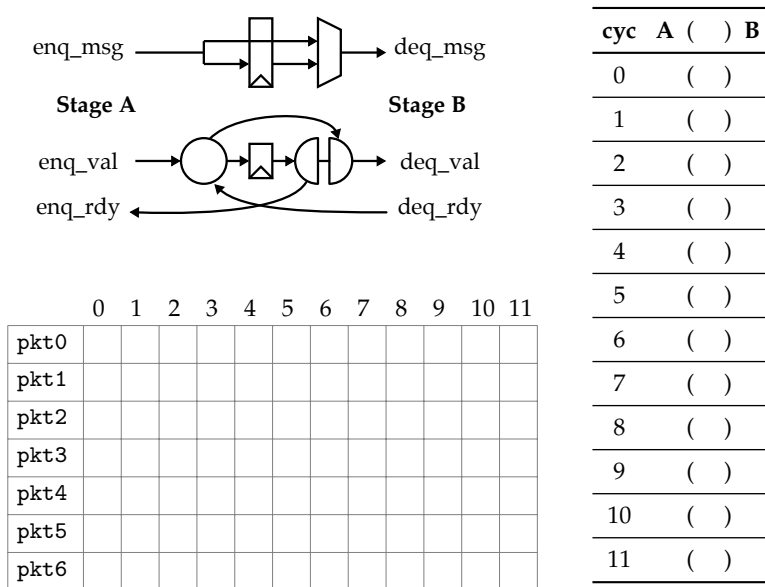 enq_msg deq_msg
Stage A Stage B
enq_val deq_val
enq_rdy deq_rdy
0 1 2 3 4 5 6 7 8 9 10 11
pkt0
pkt1
pkt2
pkt3
pkt4
pkt5
pkt6
cyc A ( ) B
0 ( )
1 ( )
2 ( )
3 ( )
4 ( )
5 ( )
6 ( )
7 ( )
8 ( )
9 ( )
10 ( )
11 ( )